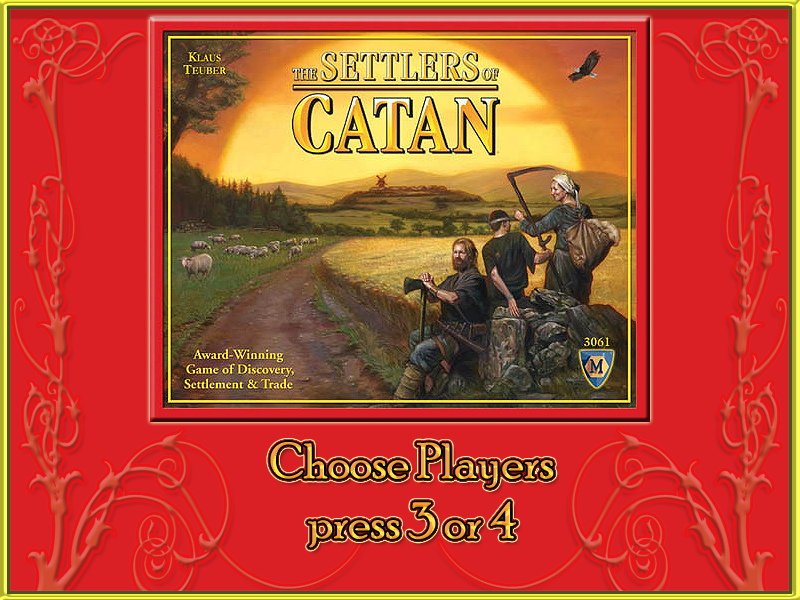 KLAUS
TEUBER
THE SETTLERS OF
CATAN
Award-Winning
Game of Discovery,
Settlement & Trade
3061
M
Choose Players
press 3 or 4